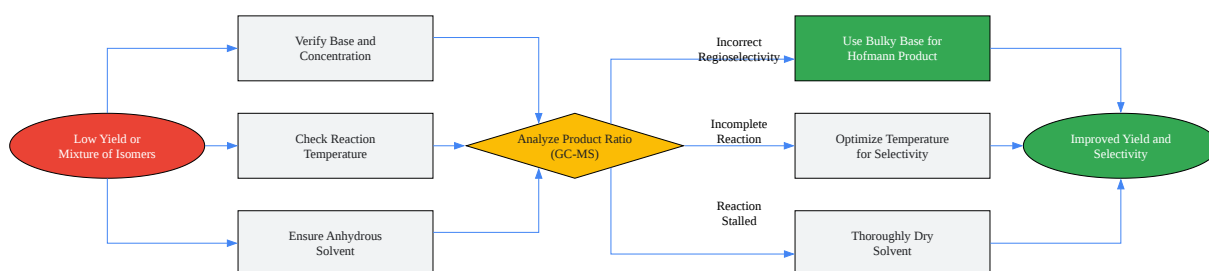 Low Yield or
Mixture of Isomers
Verify Base and
Concentration
Check Reaction
Temperature
Ensure Anhydrous
Solvent
Analyze Product Ratio
(GC-MS)
Incorrect
Regioselectivity
Incomplete
Reaction
Reaction
Stalled
Use Bulky Base for
Hofmann Product
Optimize Temperature
for Selectivity
Thoroughly Dry
Solvent
Improved Yield and
Selectivity